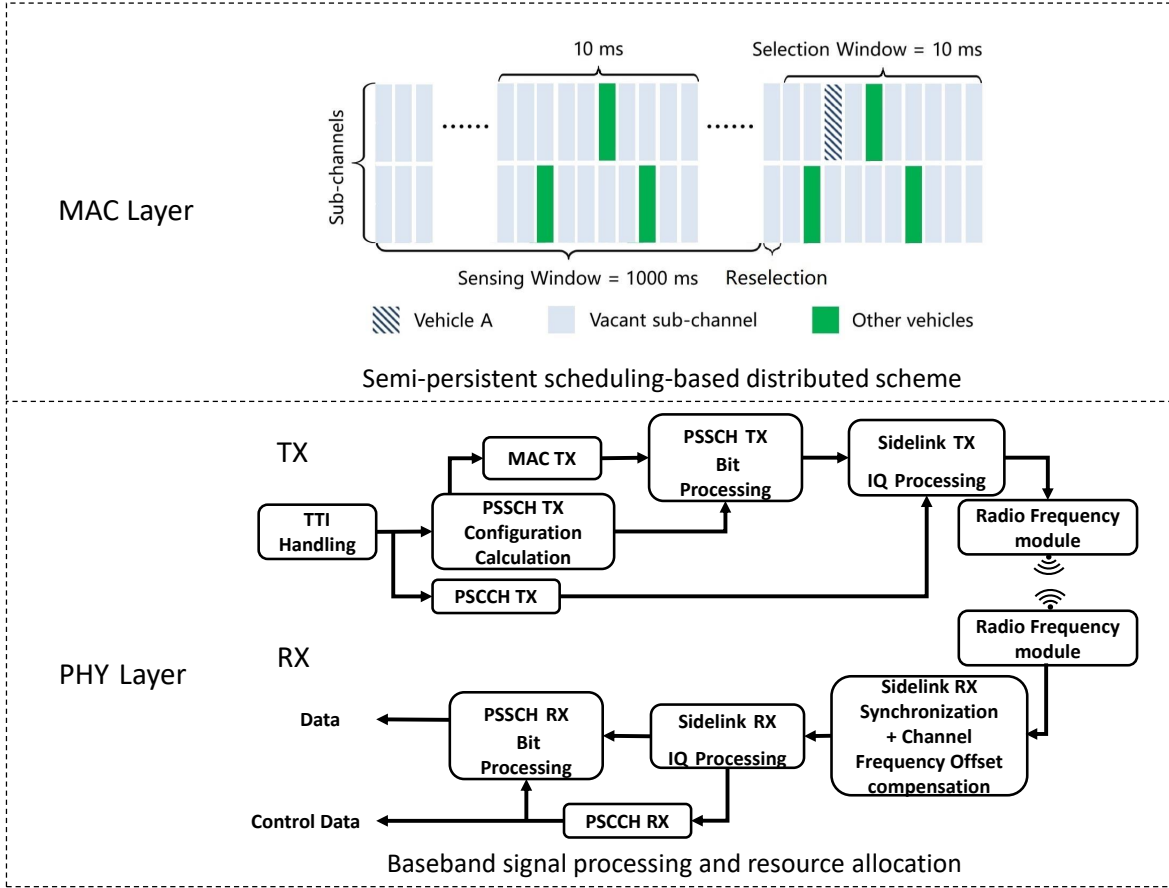 10 ms
Selection Window = 10 ms
Sub-channels
......
......
MAC Layer
Sensing Window = 1000 ms
Reselection
Vehicle A
Vacant sub-channel
Other vehicles
Semi-persistent scheduling-based distributed scheme
TX
MAC TX
PSSCH TX
Bit
Processing
Sidelink TX
IQ Processing
TTI
Handling
PSSCH TX
Configuration
Calculation
PSCCH TX
Radio Frequency
module
PHY Layer
RX
Radio Frequency
module
Sidelink RX
Synchronization
+ Channel
Frequency Offset
compensation
Sidelink RX
IQ Processing
PSSCH RX
Bit
Processing
Data
PSCCH RX
Control Data
Baseband signal processing and resource allocation